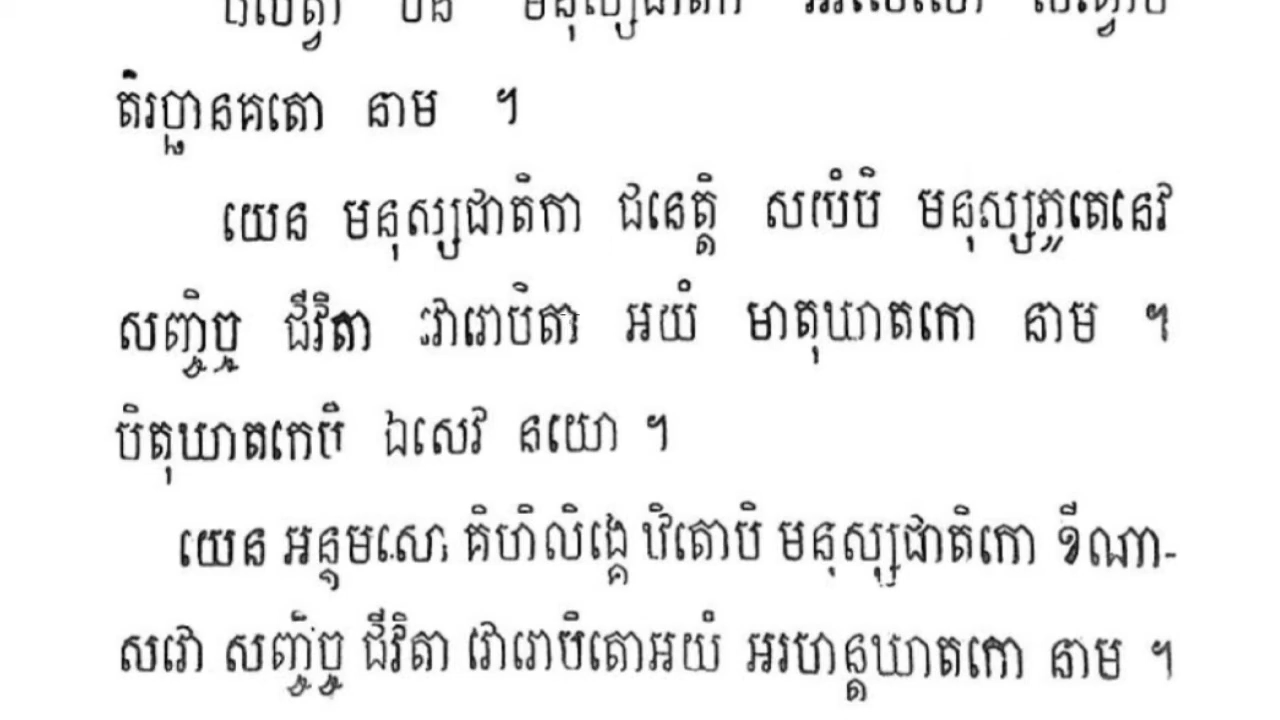 តិរច្ឆានគតោ នាម ។
យេន មនុស្សជាតិកា ជនេត្តិ សយំបិ មនុស្សភូតេនេវ
សញ្ចិច្ច ជីវិតា វោរោបិតា អយំ មាតុឃាតកោ នាម ។
បិតុឃាតកេបិ ឯសេវ នយោ ។
យេន អន្តមសោ គិហិលិង្គេ ឋិតោបិ មនុស្សជាតិកោ ខីណា-
សវោ សញ្ចិច្ច ជីវិតា វោរោបិតោអយំ អរហន្តឃាតកោ នាម ។